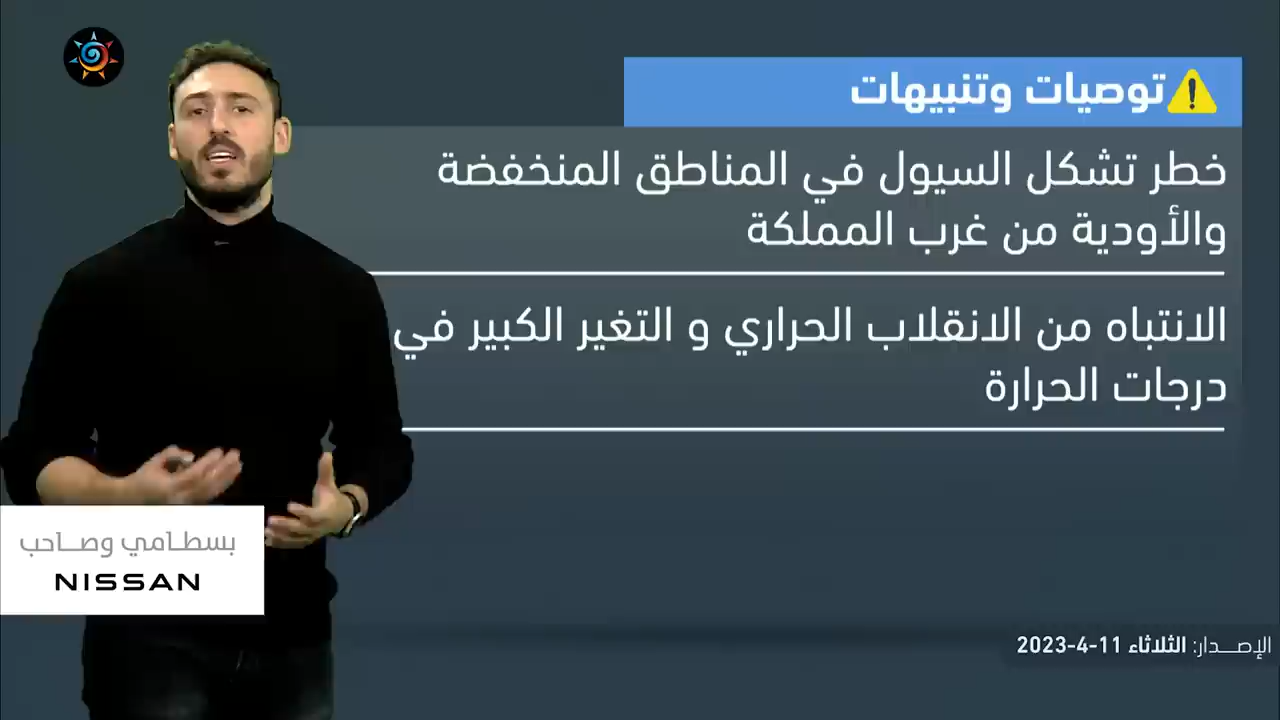 توصيات وتنبيهات
خطر تشكل السيول في المناطق المنخفضة
والأودية من غرب المملكة
الانتباه من الانقلاب الحراري و التغير الكبير في
درجات الحرارة
بسطامي وصاحب
NISSAN
الإصدار: الثلاثاء 11-4-2023